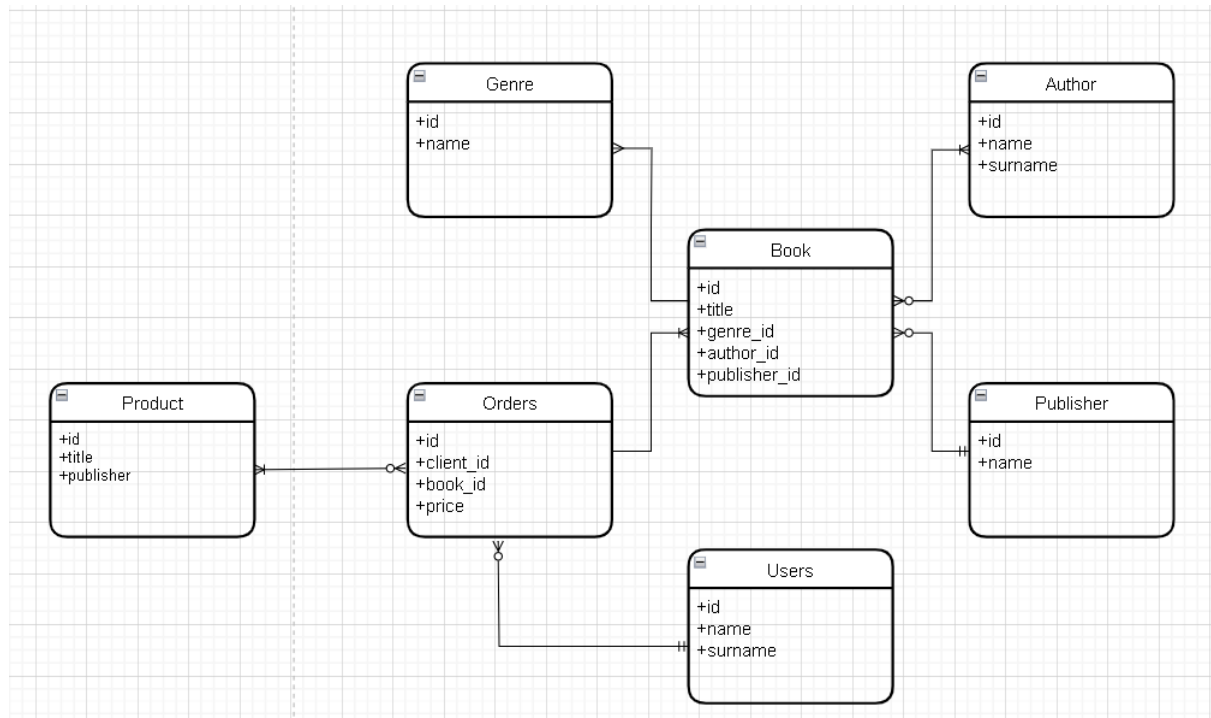 Genre
+id
+name
Author
+id
+name
+surname
Book
+id
+title
+genre_id
+author_id
+publisher_id
Product
+id
+title
+publisher
Orders
+id
+client_id
+book_id
+price
Publisher
+id
+name
Users
+id
+name
+surname